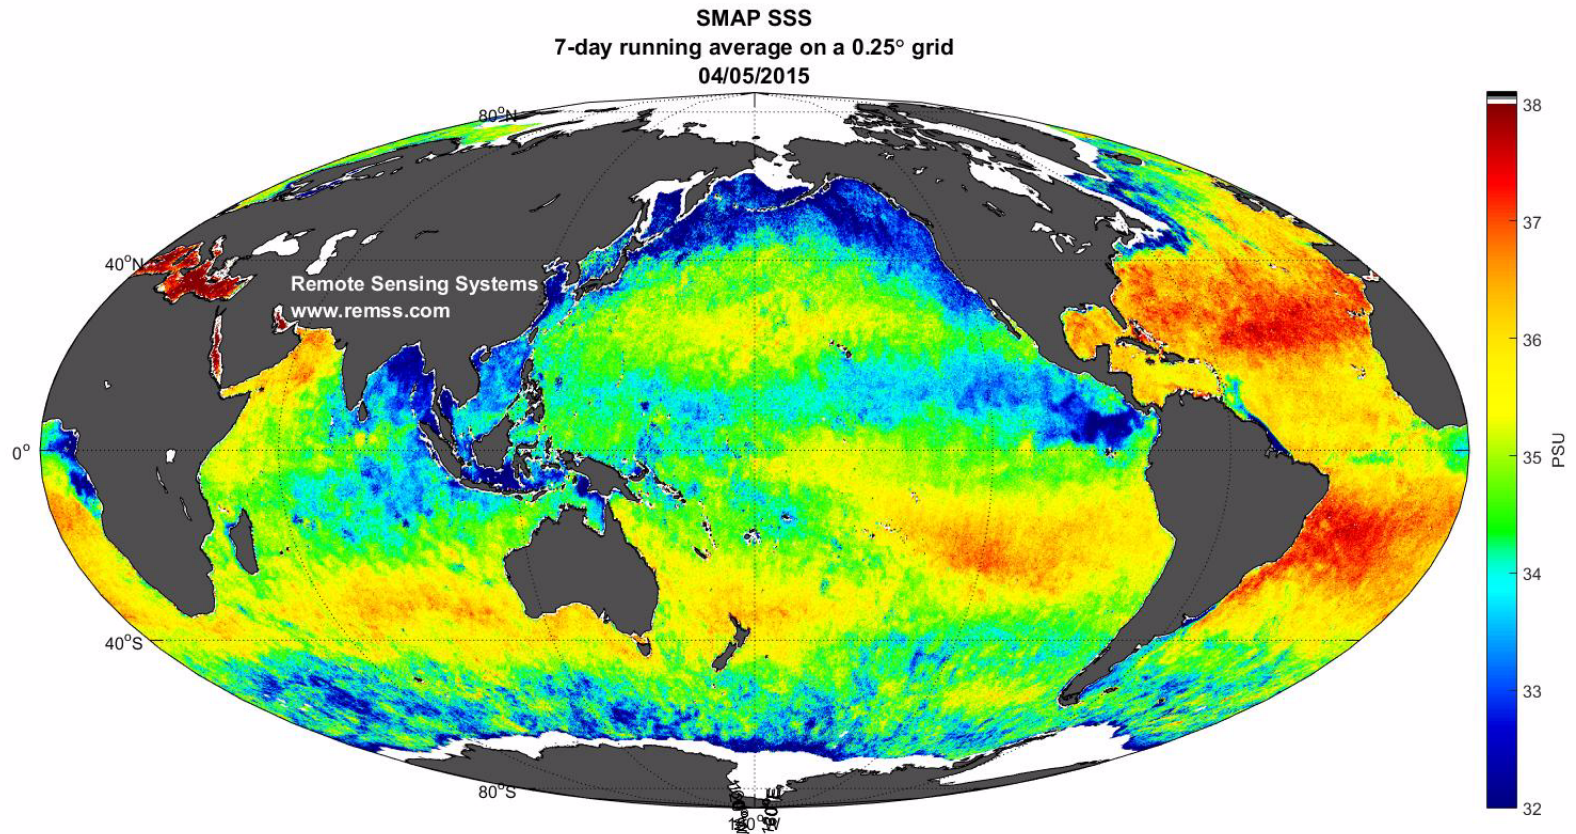 SMAP SSS
7-day running average on a 0.25° grid
04/05/2015
80°N
40°N
Remote Sensing Systems
www.remss.com
0°
40°S
80°S
38
37
36
35
34
33
32
PSU